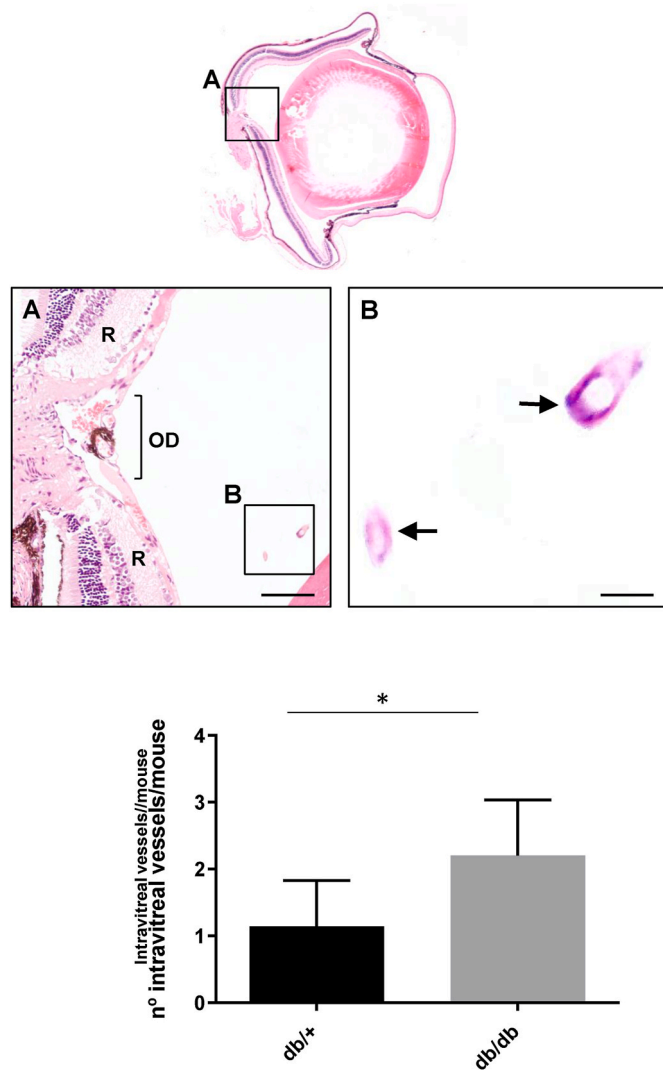 A
A
R
OD
B
R
B
*
Intravitreal vessels//mouse
nº intravitreal vessels/mouse
4
3
2
1
0
db/+
db/db